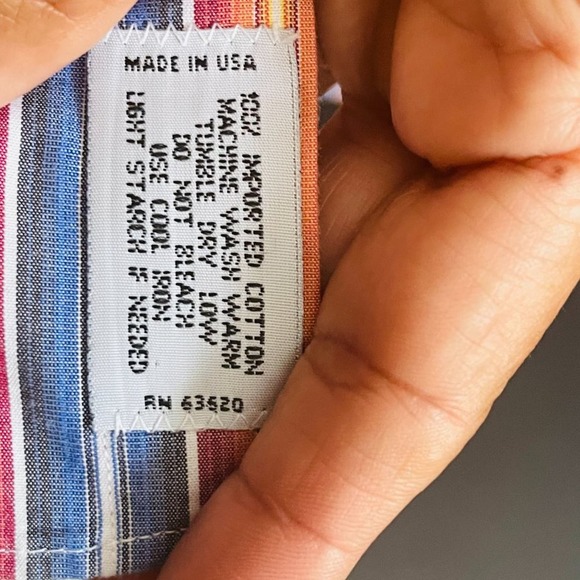 MADE IN USA
100% IMPORTED COTTON
MACHINE WASH WARM
TUMBLE DRY LOW
DO NOT BLEACH
USE COOL IRON
LIGHT STARCH IF NEEDED
RN 63620